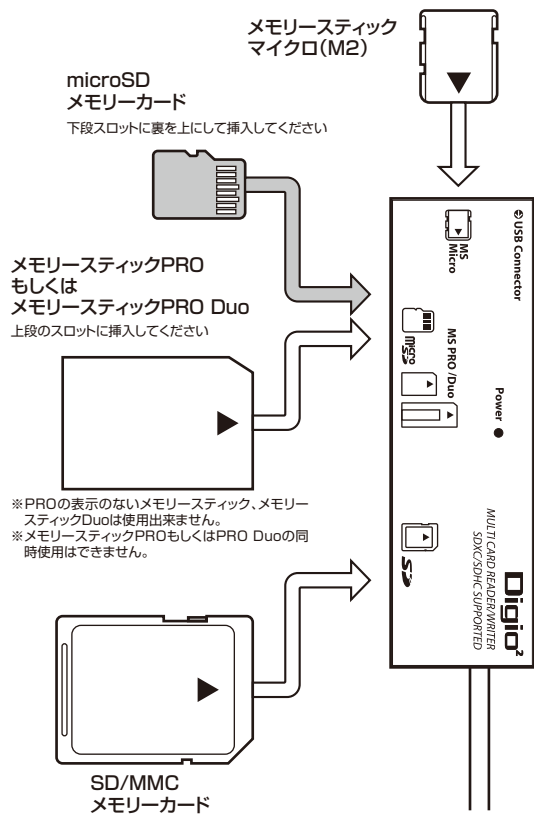 メモリースティック
マイクロ(M2)
microSD
メモリーカード
下段スロットに裏を上にして挿入してください
メモリースティックPRO
もしくは
メモリースティックPRO Duo
上段のスロットに挿入してください
※PROの表示のないメモリースティック、メモリー
スティックDuoは使用出来ません。
※メモリースティックPROもしくはPRO Duoの同
時使用はできません。
SD/MMC
メモリーカード
USB Connector
MS
Micro
micro
SD
MS PRO /Duo
Power
SD
MULTI CARD READER/WRITER
SDXC/SDHC SUPPORTED
Digio²